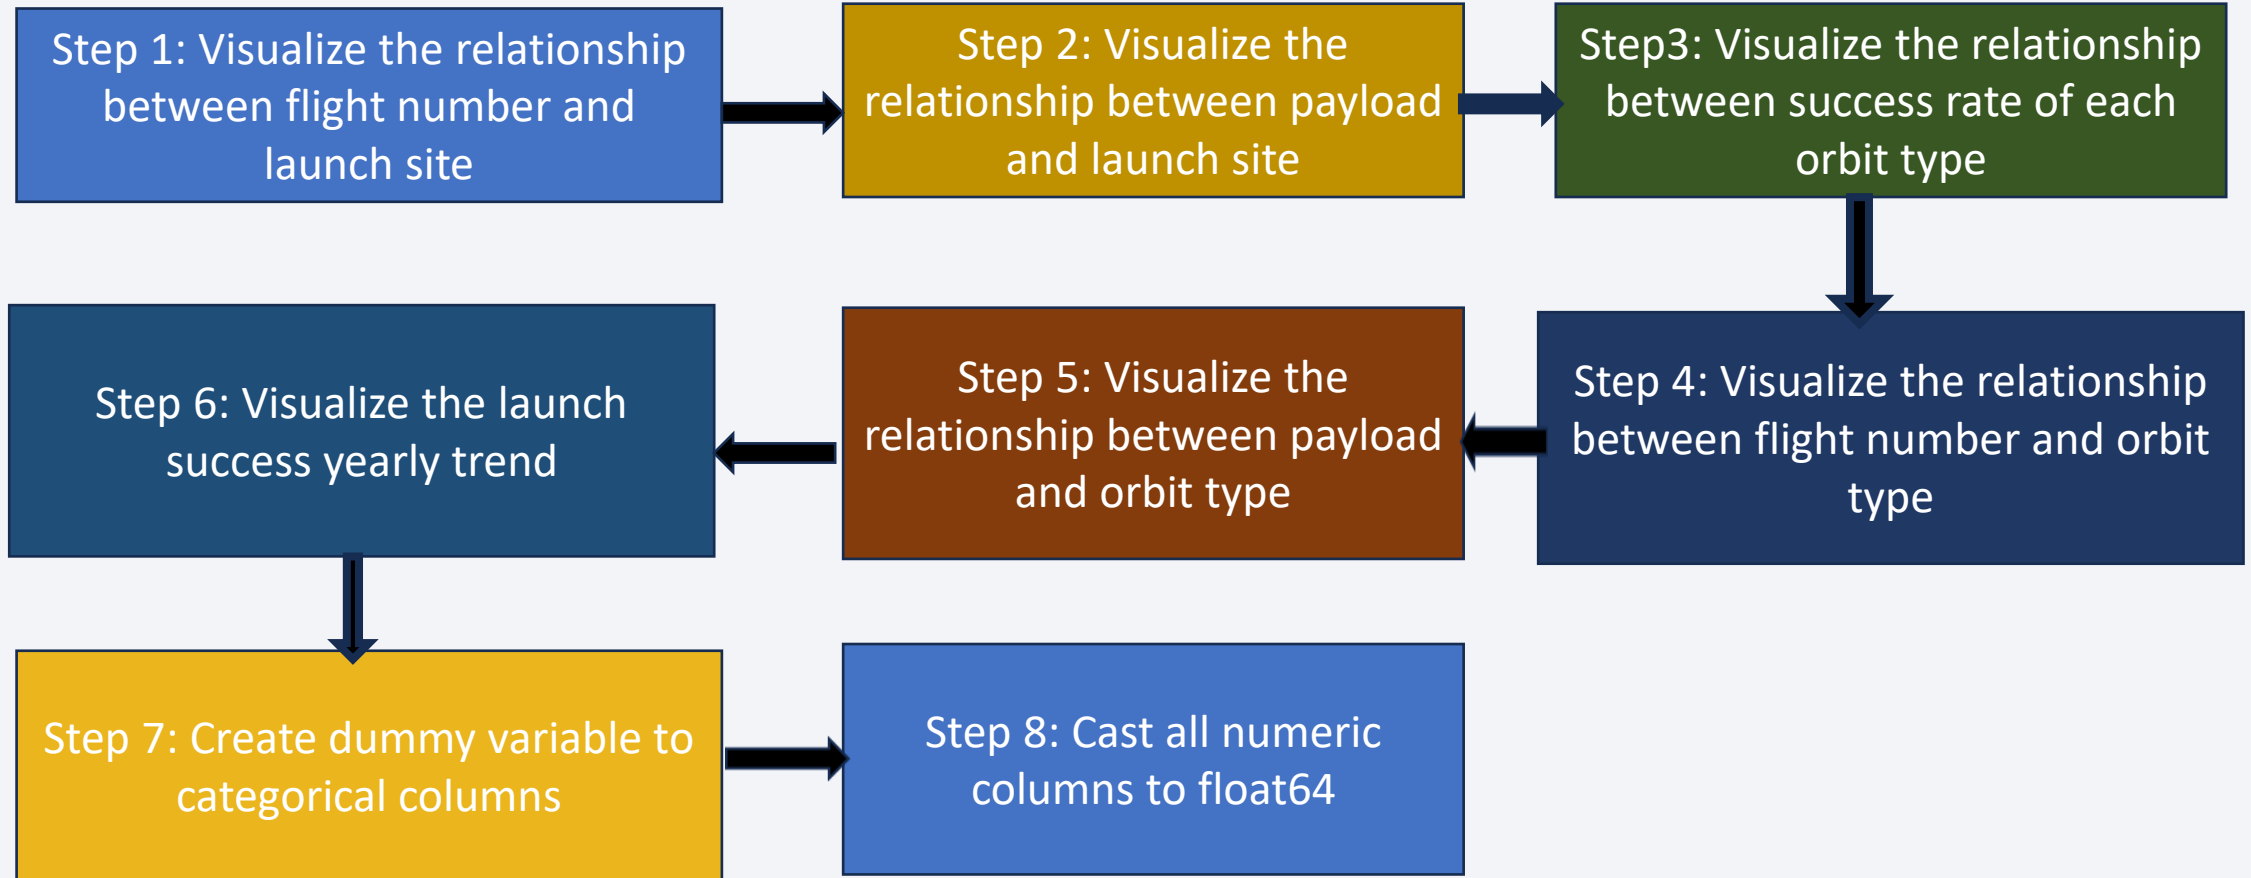 Step 1: Visualize the relationship
between flight number and
launch site
Step 2: Visualize the
relationship between payload
and launch site
Step3: Visualize the relationship
between success rate of each
orbit type
Step 4: Visualize the relationship
between flight number and orbit
type
Step 5: Visualize the
relationship between payload
and orbit type
Step 6: Visualize the launch
success yearly trend
Step 7: Create dummy variable to
categorical columns
Step 8: Cast all numeric
columns to float64